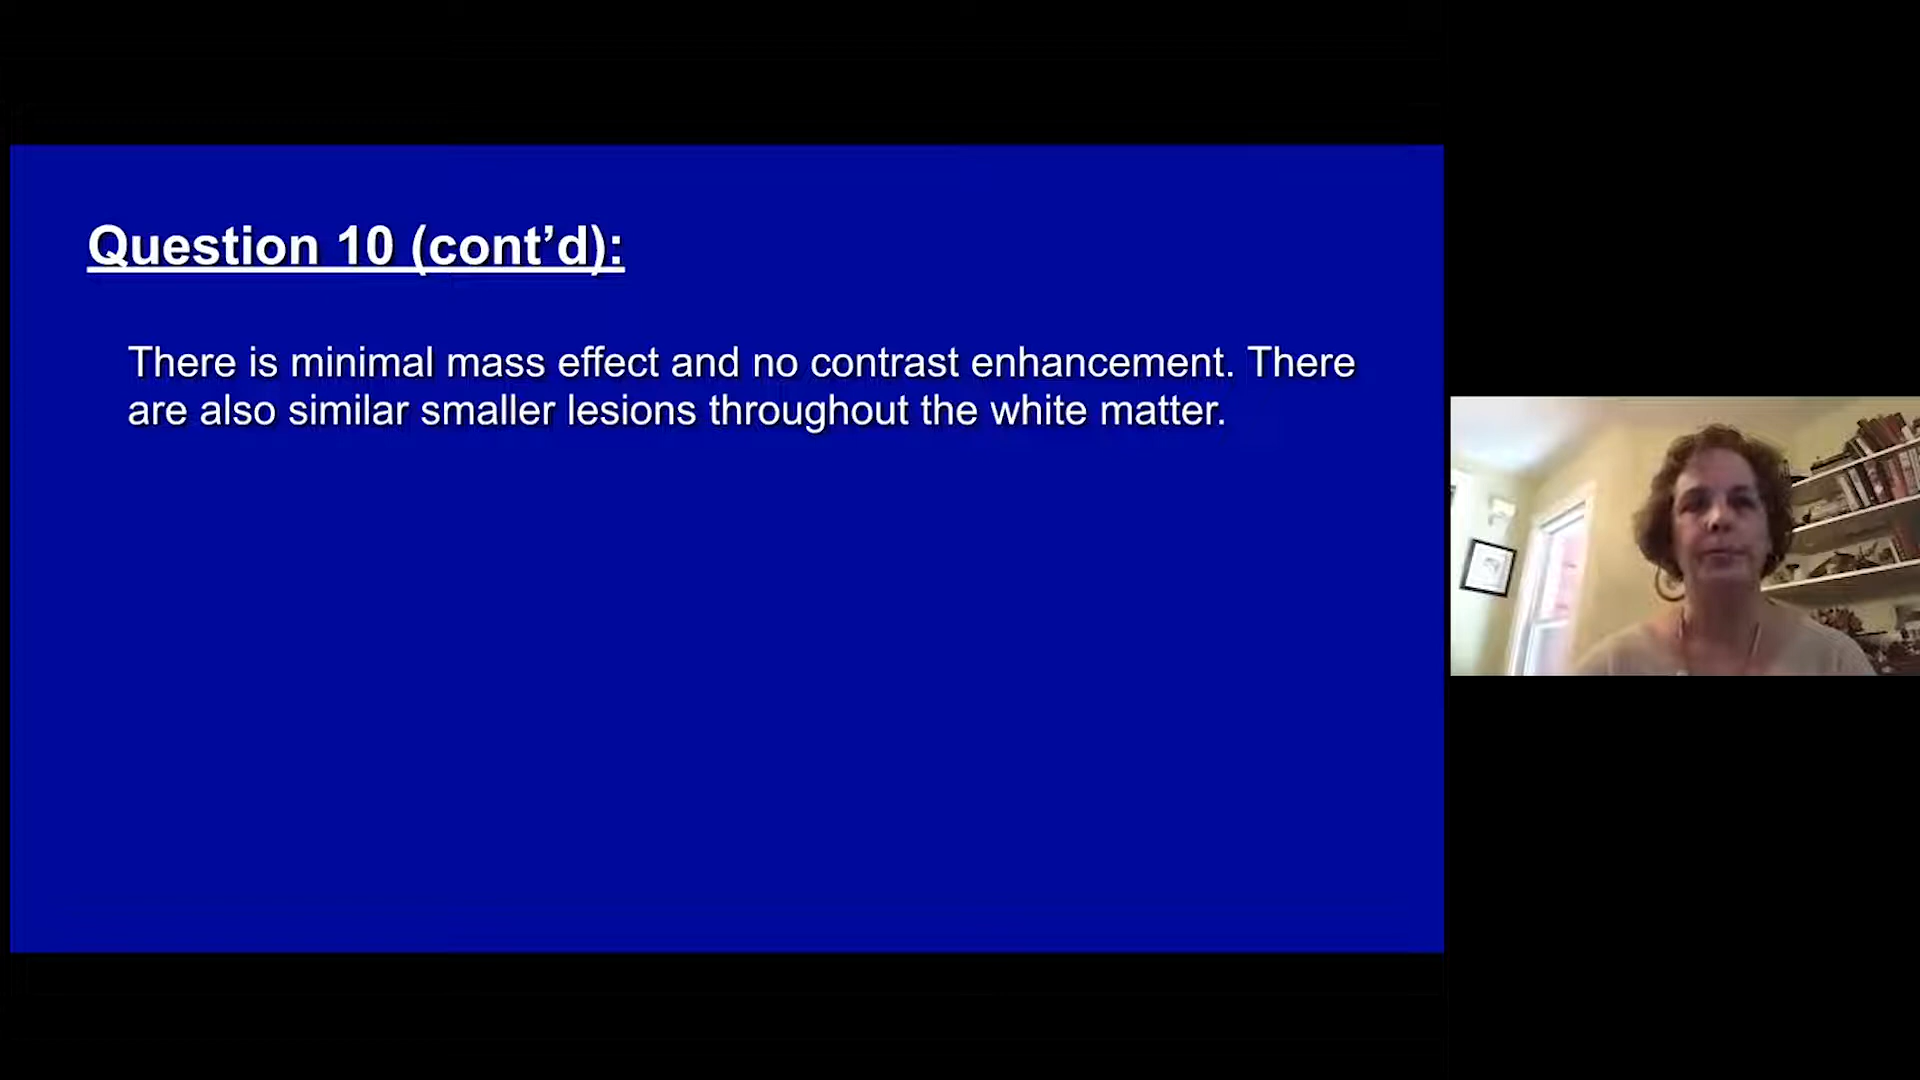 Question 10 (cont’d):
There is minimal mass effect and no contrast enhancement. There
are also similar smaller lesions throughout the white matter.